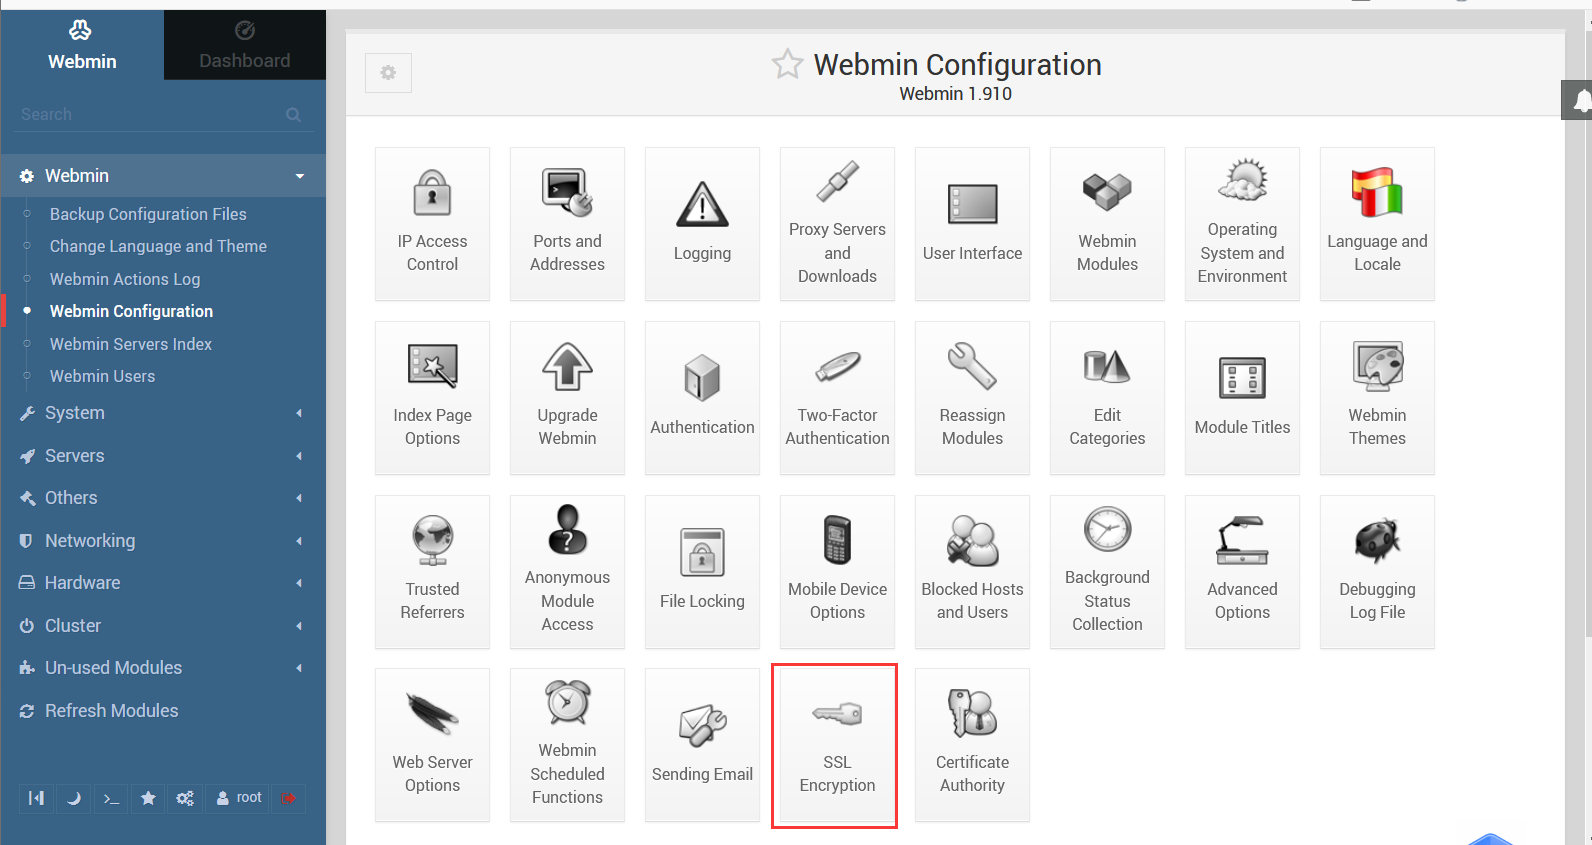 Webmin
Dashboard
Search
Webmin
Backup Configuration Files
Change Language and Theme
Webmin Actions Log
Webmin Configuration
Webmin Servers Index
Webmin Users
System
Servers
Others
Networking
Hardware
Cluster
Un-used Modules
Refresh Modules
root
Webmin Configuration
Webmin 1.910
IP Access
Control
Ports and
Addresses
Logging
Proxy Servers
and
Downloads
User Interface
Webmin
Modules
Operating
System and
Environment
Language and
Locale
Index Page
Options
Upgrade
Webmin
Authentication
Two-Factor
Authentication
Reassign
Modules
Edit
Categories
Module Titles
Webmin
Themes
Trusted
Referrers
Anonymous
Module
Access
File Locking
Mobile Device
Options
Blocked Hosts
and Users
Background
Status
Collection
Advanced
Options
Debugging
Log File
Web Server
Options
Webmin
Scheduled
Functions
Sending Email
SSL
Encryption
Certificate
Authority